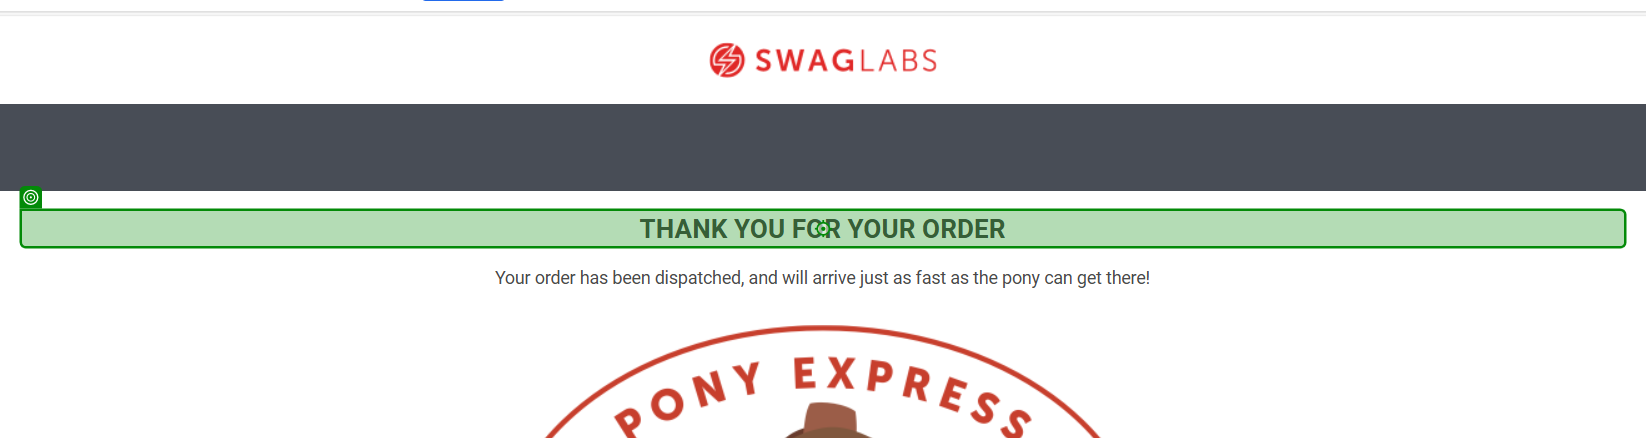 SWAGLABS
THANK YOU FOR YOUR ORDER
Your order has been dispatched, and will arrive just as fast as the pony can get there!
PONY EXPRESS